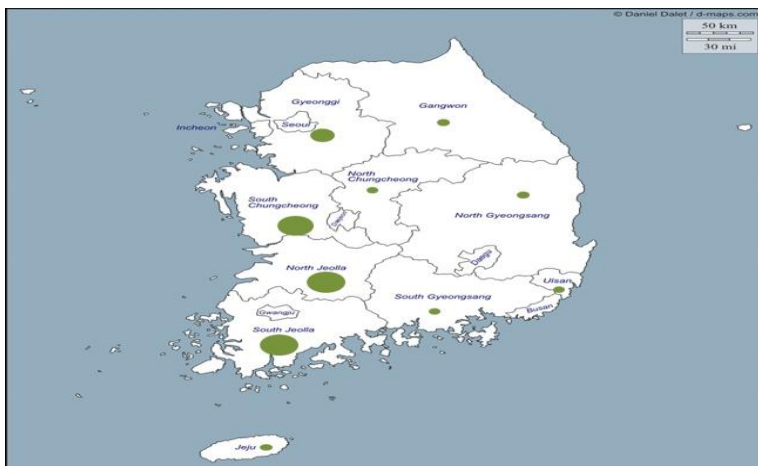 © Daniel Dalet / d-maps.com
50 km
30 mi
Gyeonggi
Gangwon
Incheon
Seoul
North
Chungcheong
South
Chungcheong
Daejeon
North Gyeongsang
Daegu
North Jeolla
Ulsan
South Gyeongsang
Busan
Gwangju
South Jeolla
Jeju